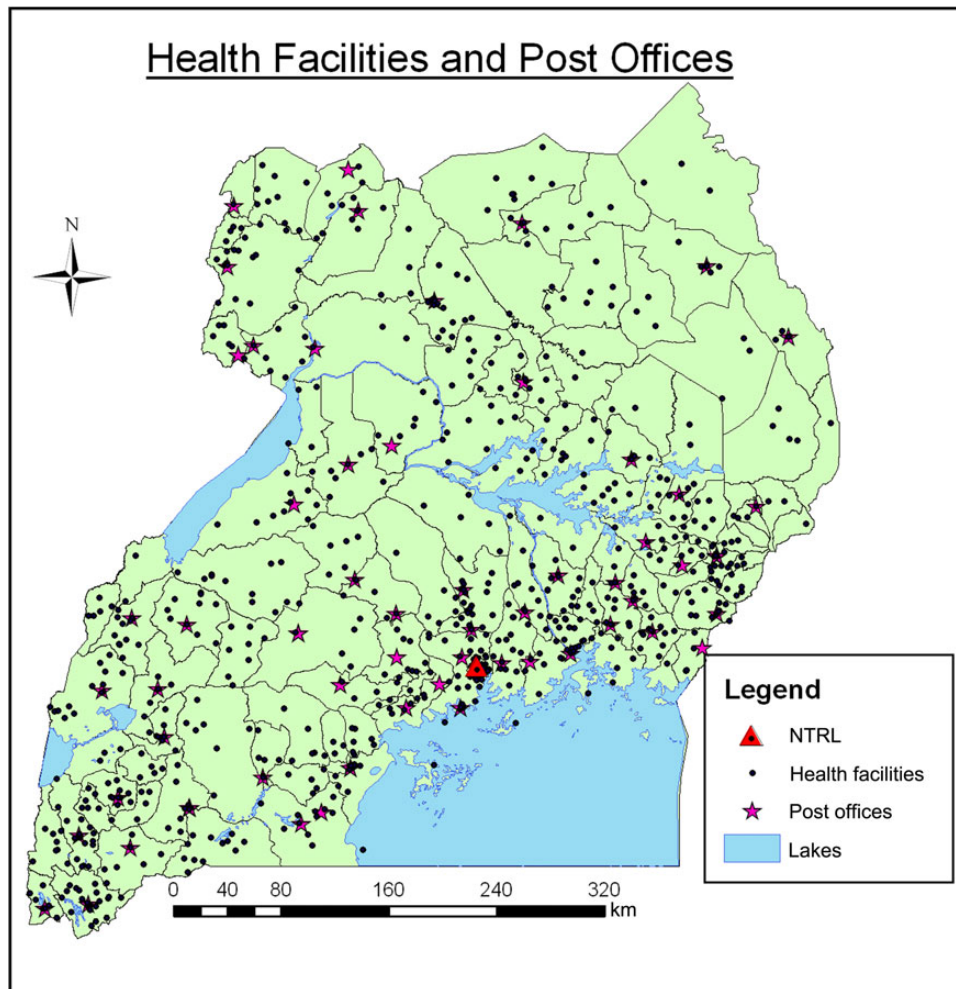 Health Facilities and Post Offices
N
Legend
NTRL
Health facilities
Post offices
Lakes
0 40 80 160 240 320
km